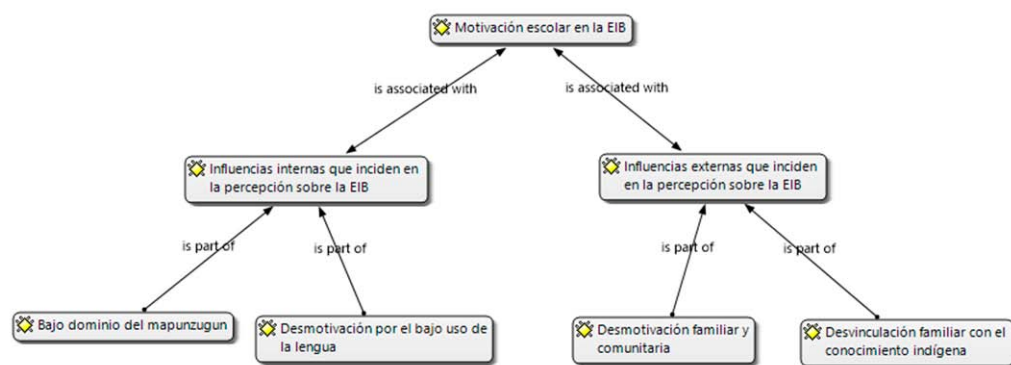 Motivación escolar en la EIB
is associated with
is associated with
Influencias internas que inciden en
la percepción sobre la EIB
Influencias externas que inciden
en la percepción sobre la EIB
is part of
is part of
is part of
is part of
Bajo dominio del mapunzugun
Desmotivación por el bajo uso de
la lengua
Desmotivación familiar y
comunitaria
Desvinculación familiar con el
conocimiento indígena